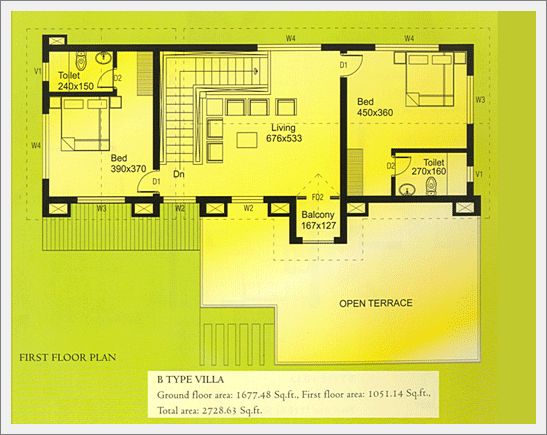 W4
W4
V1
Toilet
240x150
D2
D1
Bed
450x360
W3
Living
676x533
W4
Bed
390x370
Dn
D1
D2
Toilet
270x160
V1
W3
W2
W2
FD2
Balcony
167x127
OPEN TERRACE
FIRST FLOOR PLAN
B TYPE VILLA
Ground floor area: 1677.48 Sq.ft., First floor area: 1051.14 Sq.ft.,
Total area: 2728.63 Sq.ft.